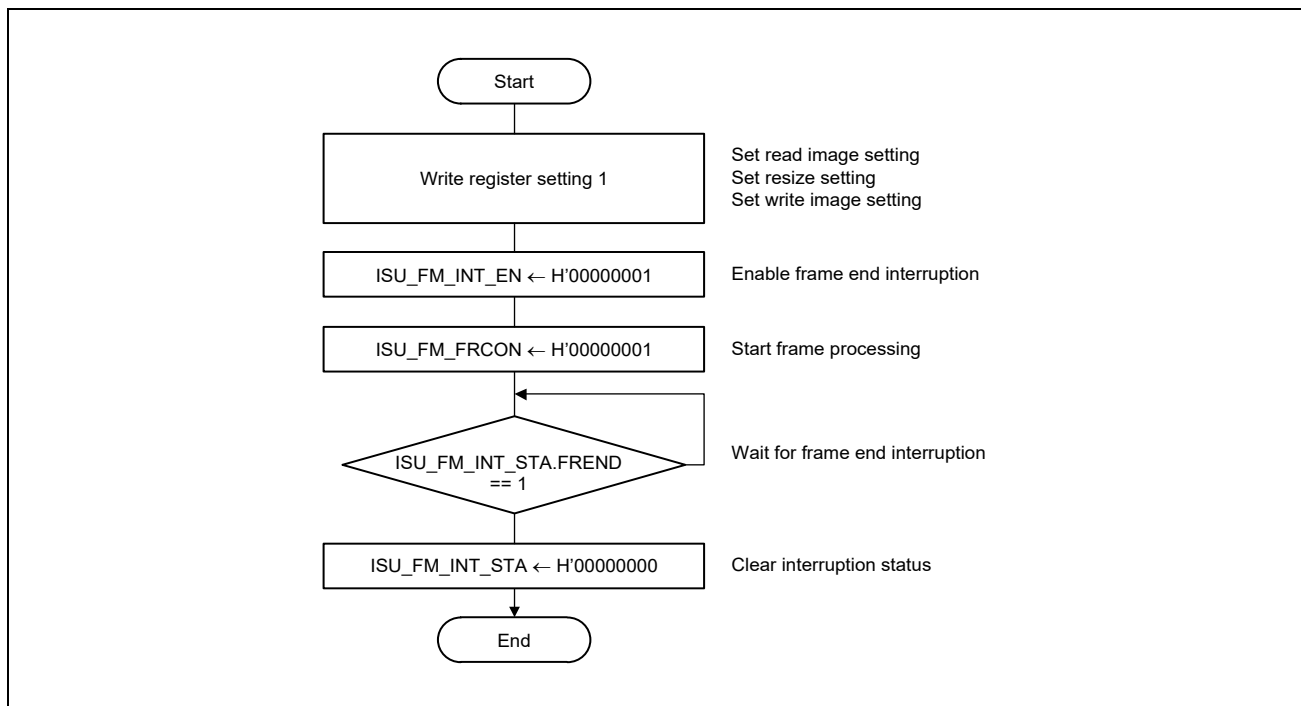 Start
Write register setting 1
Set read image setting
Set resize setting
Set write image setting
ISU_FM_INT_EN ← H'00000001
Enable frame end interruption
ISU_FM_FRCON ← H'00000001
Start frame processing
ISU_FM_INT_STA.FREND
== 1
Wait for frame end interruption
ISU_FM_INT_STA ← H'00000000
Clear interruption status
End